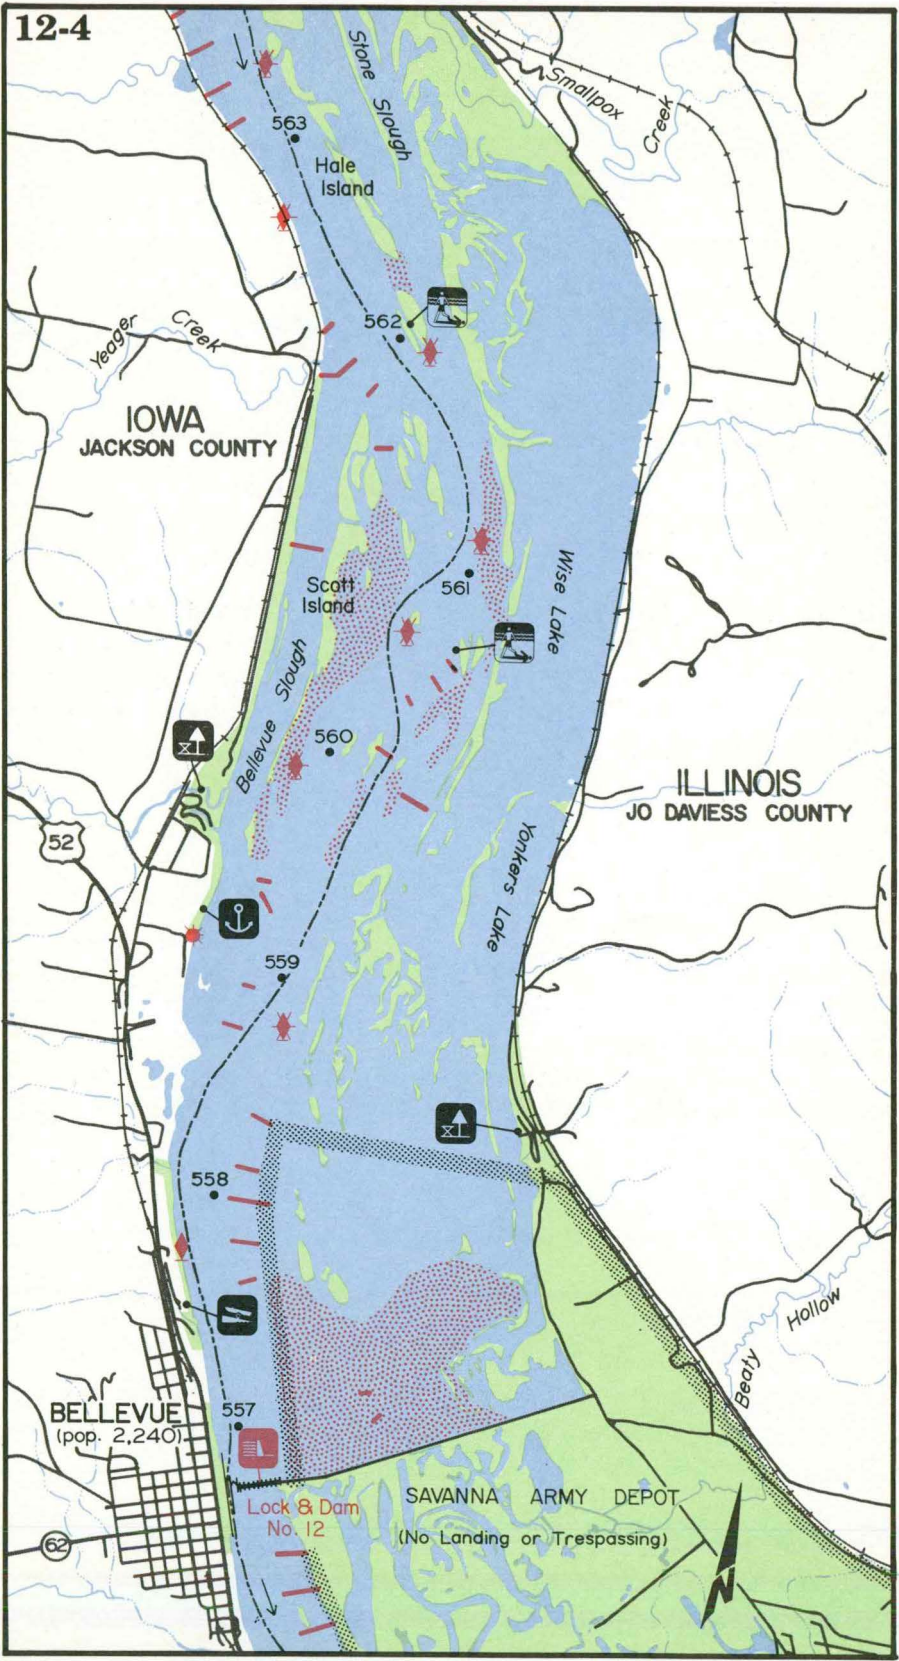 12-4
Stone
Slough
Smallpox
Creek
563
Hale
Island
562
Yeager
Creek
IOWA
JACKSON COUNTY
Wise Lake
561
Scott
Island
Bellevue Slough
560
ILLINOIS
JO DAVIESS COUNTY
52
Yonkers Lake
559
558
Beaty
Hollow
BELLEVUE
(pop. 2,240)
557
Lock & Dam
No. 12
SAVANNA ARMY DEPOT
(No Landing or Trespassing)
62
N